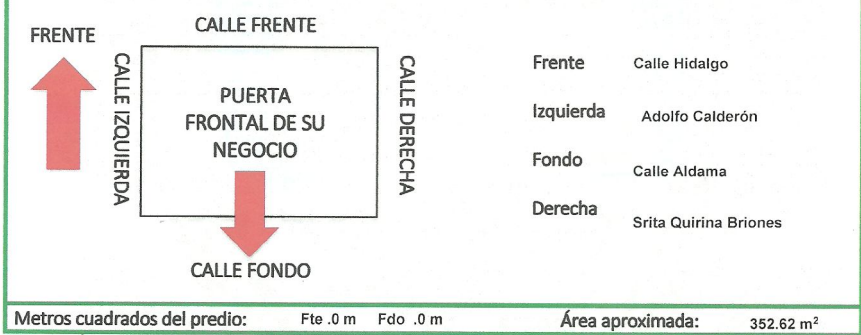 CALLE FRENTE
FRENTE
CALLE IZQUIERDA
PUERTA
FRONTAL DE SU
NEGOCIO
CALLE DERECHA
CALLE FONDO
Frente Calle Hidalgo
Izquierda Adolfo Calderón
Fondo Calle Aldama
Derecha Srita Quirina Briones
Metros cuadrados del predio: Fte .0 m Fdo .0 m Área aproximada: 352.62 m²